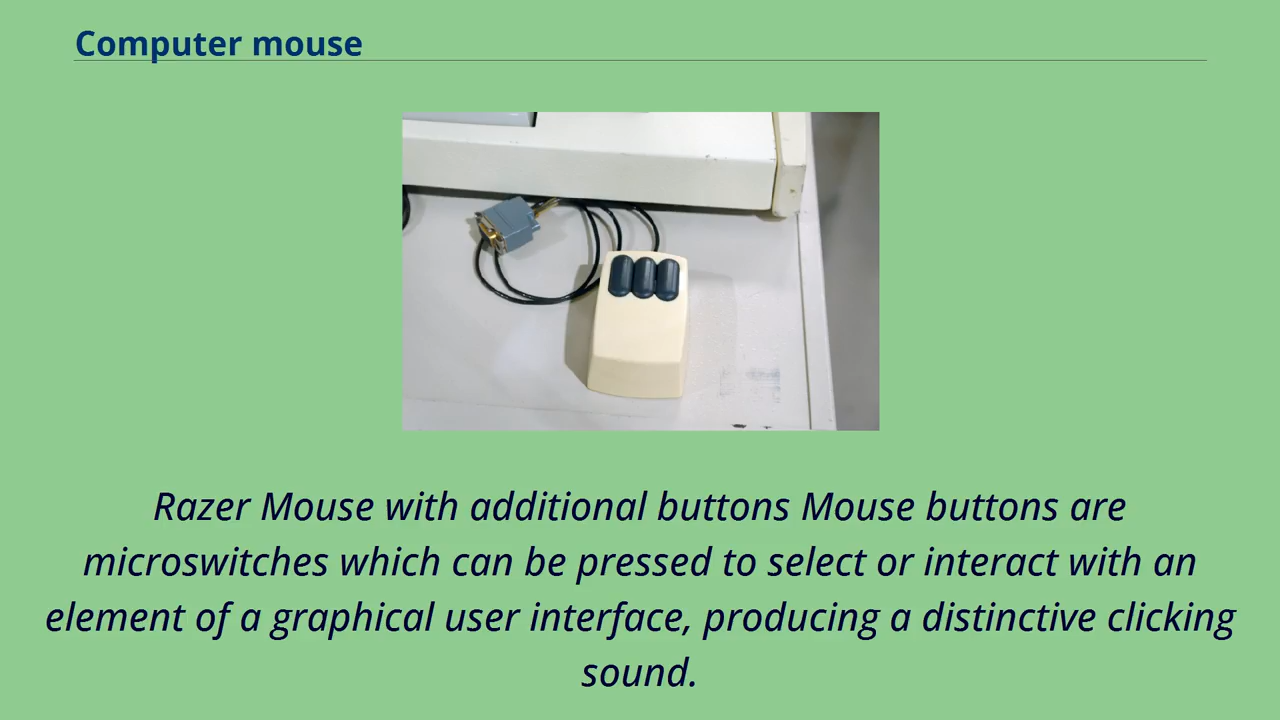 Computer mouse
Razer Mouse with additional buttons Mouse buttons are
microswitches which can be pressed to select or interact with an
element of a graphical user interface, producing a distinctive clicking
sound.